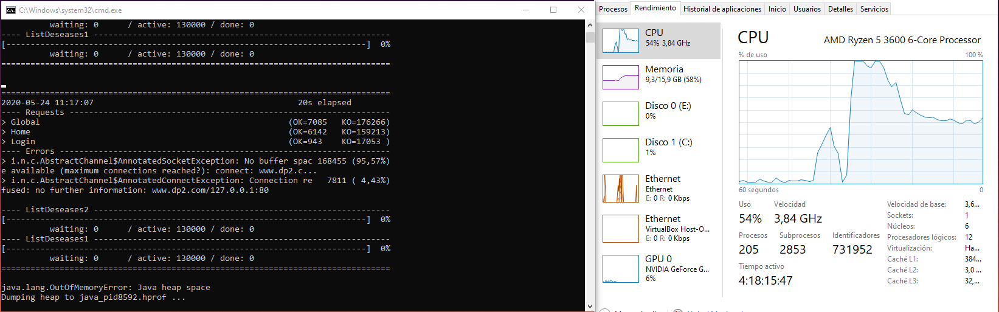 C:\Windows\system32\cmd.exe
waiting: 0 / active: 130000 / done: 0
---- ListDeseases1 -------------------------------------------------------------
[--------------------------------------------------------------------------] 0%
waiting: 0 / active: 130000 / done: 0
================================================================================
================================================================================
2020-05-24 11:17:07 20s elapsed
---- Requests ------------------------------------------------------------------
> Global (OK=7085 KO=176266)
> Home (OK=6142 KO=159213)
> Login (OK=943 KO=17053 )
---- Errors --------------------------------------------------------------------
> i.n.c.AbstractChannel$AnnotatedSocketException: No buffer spac 168455 (95,57%)
e available (maximum connections reached?): connect: www.dp2.c...
> i.n.c.AbstractChannel$AnnotatedConnectException: Connection re 7811 ( 4,43%)
fused: no further information: www.dp2.com/127.0.0.1:80
---- ListDeseases2 -------------------------------------------------------------
[--------------------------------------------------------------------------] 0%
waiting: 0 / active: 130000 / done: 0
---- ListDeseases1 -------------------------------------------------------------
[--------------------------------------------------------------------------] 0%
waiting: 0 / active: 130000 / done: 0
================================================================================
java.lang.OutOfMemoryError: Java heap space
Dumping heap to java_pid8592.hprof ...
Procesos Rendimiento Historial de aplicaciones Inicio Usuarios Detalles Servicios
CPU
54% 3,84 GHz
Memoria
9,3/15,9 GB (58%)
Disco 0 (E:)
0%
Disco 1 (C:)
1%
Ethernet
Ethernet
E: 0 R: 0 Kbps
Ethernet
VirtualBox Host-O...
E: 0 R: 0 Kbps
GPU 0
NVIDIA GeForce G...
6%
CPU AMD Ryzen 5 3600 6-Core Processor
% de uso 100 %
60 segundos 0
Uso Velocidad
54% 3,84 GHz
Procesos Subprocesos Identificadores
205 2853 731952
Tiempo activo
4:18:15:47
Velocidad de base: 3,6...
Sockets: 1
Núcleos: 6
Procesadores lógicos: 12
Virtualización: Ha...
Caché L1: 384...
Caché L2: 3,0 ...
Caché L3: 32,...